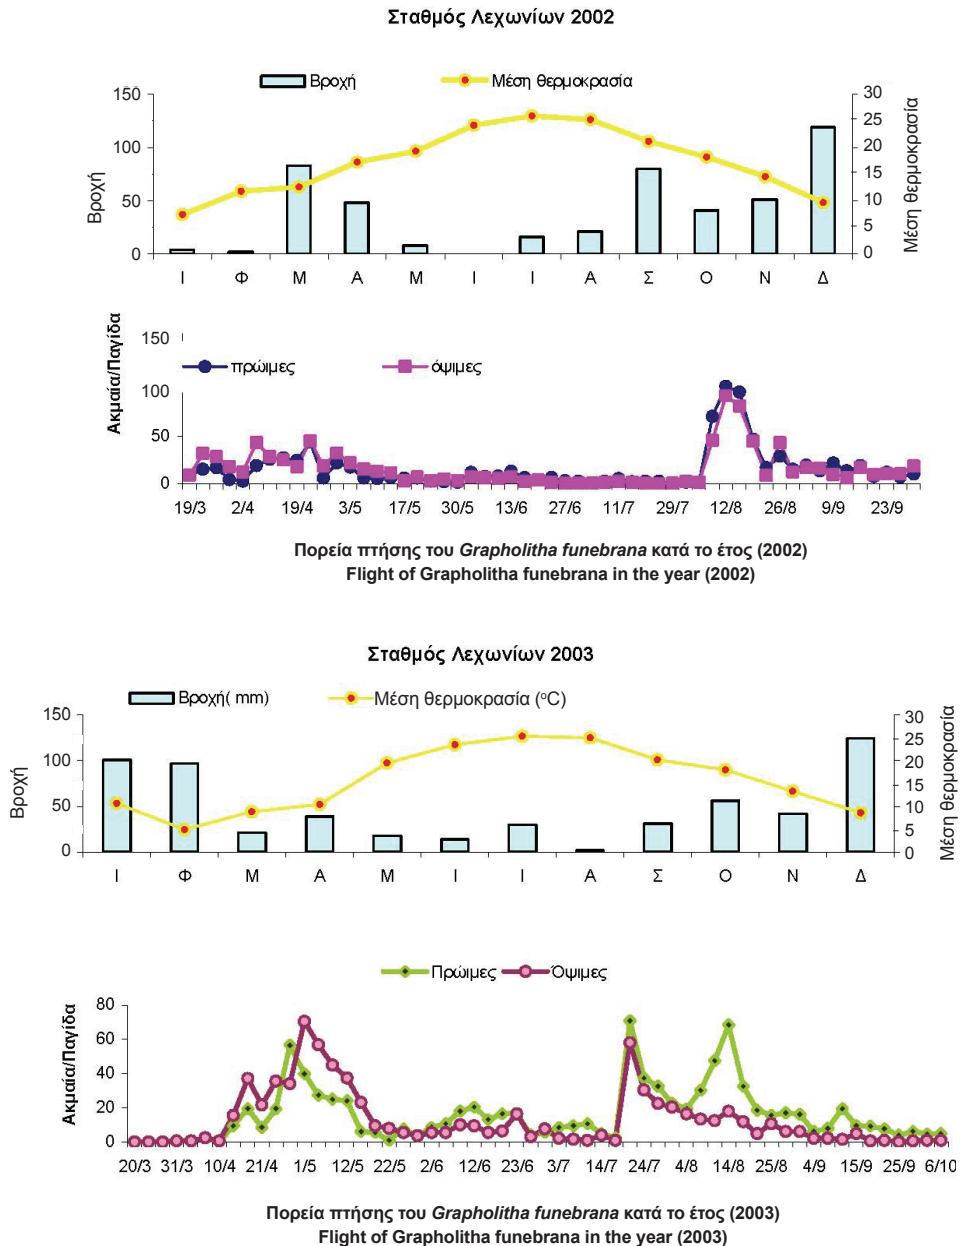 Σταθμός Λεχωνίων 2002
Βροχή Μέση θερμοκρασία
150 30
25
100 20
15
50 10
5
0 0
Βροχή
Μέση θερμοκρασία
Ι Φ Μ Α Μ Ι Ι Α Σ Ο Ν Δ
150
πρώιμες όψιμες
100
50
0
Ακμαία/Παγίδα
19/3 2/4 19/4 3/5 17/5 30/5 13/6 27/6 11/7 29/7 12/8 26/8 9/9 23/9
Πορεία πτήσης του Grapholitha funebrana κατά το έτος (2002)
Flight of Grapholitha funebrana in the year (2002)
Σταθμός Λεχωνίων 2003
Βροχή( mm) Μέση θερμοκρασία (°C)
150 30
25
100 20
15
50 10
5
0 0
Βροχή
Μέση θερμοκρασία
Ι Φ Μ Α Μ Ι Ι Α Σ Ο Ν Δ
Πρώιμες Όψιμες
80
60
40
20
0
Ακμαία/Παγίδα
20/3 31/3 10/4 21/4 1/5 12/5 22/5 2/6 12/6 23/6 3/7 14/7 24/7 4/8 14/8 25/8 4/9 15/9 25/9 6/10
Πορεία πτήσης του Grapholitha funebrana κατά το έτος (2003)
Flight of Grapholitha funebrana in the year (2003)